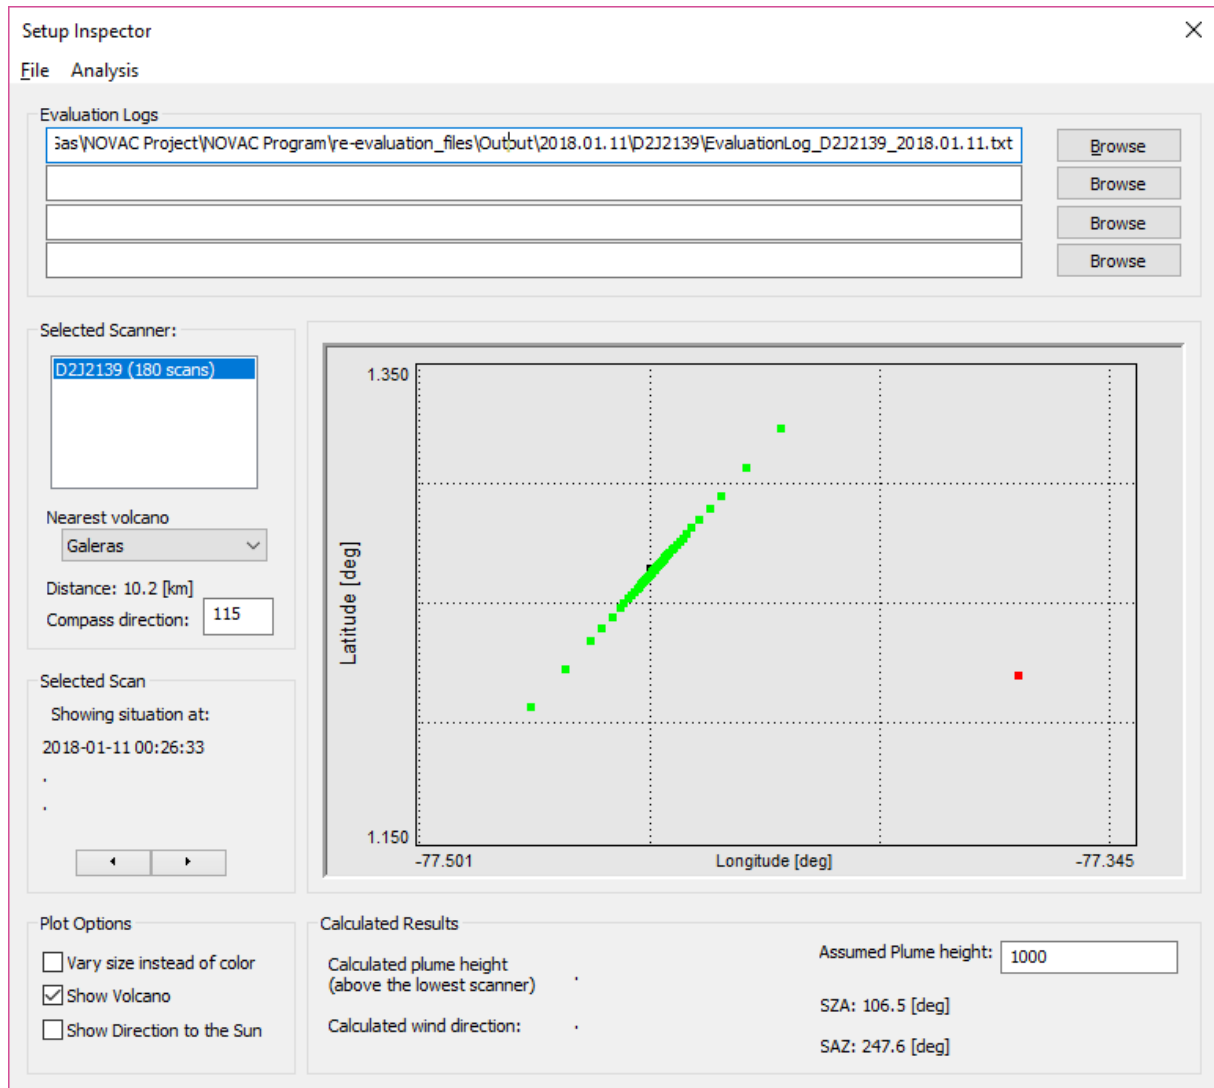 Setup Inspector
File Analysis
Evaluation Logs
Gas\NOVAC Project\NOVAC Program\re-evaluation_files\Output\2018.01.11\D2J2139\EvaluationLog_D2J2139_2018.01.11.txt
Browse
Browse
Browse
Browse
Selected Scanner:
D2J2139 (180 scans)
Nearest volcano
Galeras
Distance: 10.2 [km]
Compass direction: 115
Selected Scan
Showing situation at:
2018-01-11 00:26:33
.
.
1.350
Latitude [deg]
1.150
-77.501 Longitude [deg] -77.345
Plot Options
Vary size instead of color
Show Volcano
Show Direction to the Sun
Calculated Results
Calculated plume height
(above the lowest scanner) .
Calculated wind direction: .
Assumed Plume height: 1000
SZA: 106.5 [deg]
SAZ: 247.6 [deg]